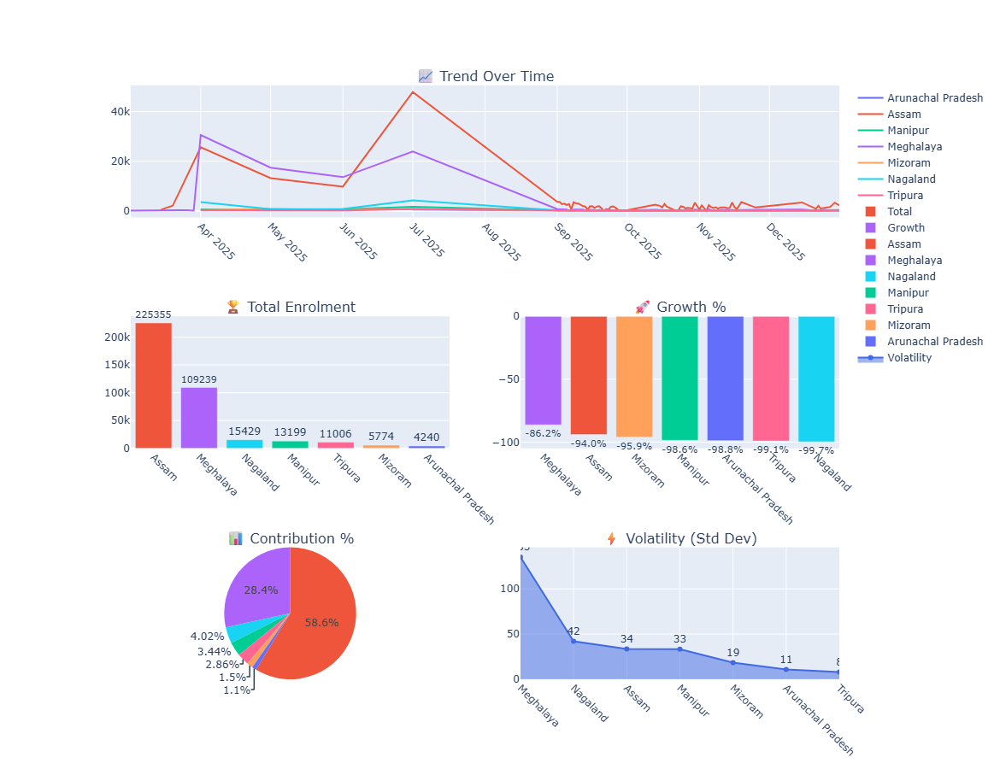 📈 Trend Over Time
40k
20k
0
Apr 2025
May 2025
Jun 2025
Jul 2025
Aug 2025
Sep 2025
Oct 2025
Nov 2025
Dec 2025
Arunachal Pradesh
Assam
Manipur
Meghalaya
Mizoram
Nagaland
Tripura
Total
Growth
Assam
Meghalaya
Nagaland
Manipur
Tripura
Mizoram
Arunachal Pradesh
Volatility
🏆 Total Enrolment
200k
150k
100k
50k
0
225355
109239
15429
13199
11006
5774
4240
Assam
Meghalaya
Nagaland
Manipur
Tripura
Mizoram
Arunachal Pradesh
🚀 Growth %
0
−50
−100
-86.2%
-94.0%
-95.9%
-98.6%
-98.8%
-99.1%
-99.7%
Meghalaya
Assam
Mizoram
Manipur
Arunachal Pradesh
Tripura
Nagaland
📊 Contribution %
58.6%
28.4%
4.02%
3.44%
2.86%
1.5%
1.1%
⚡ Volatility (Std Dev)
100
50
0
42
34
33
19
11
Meghalaya
Nagaland
Assam
Manipur
Mizoram
Arunachal Pradesh
Tripura